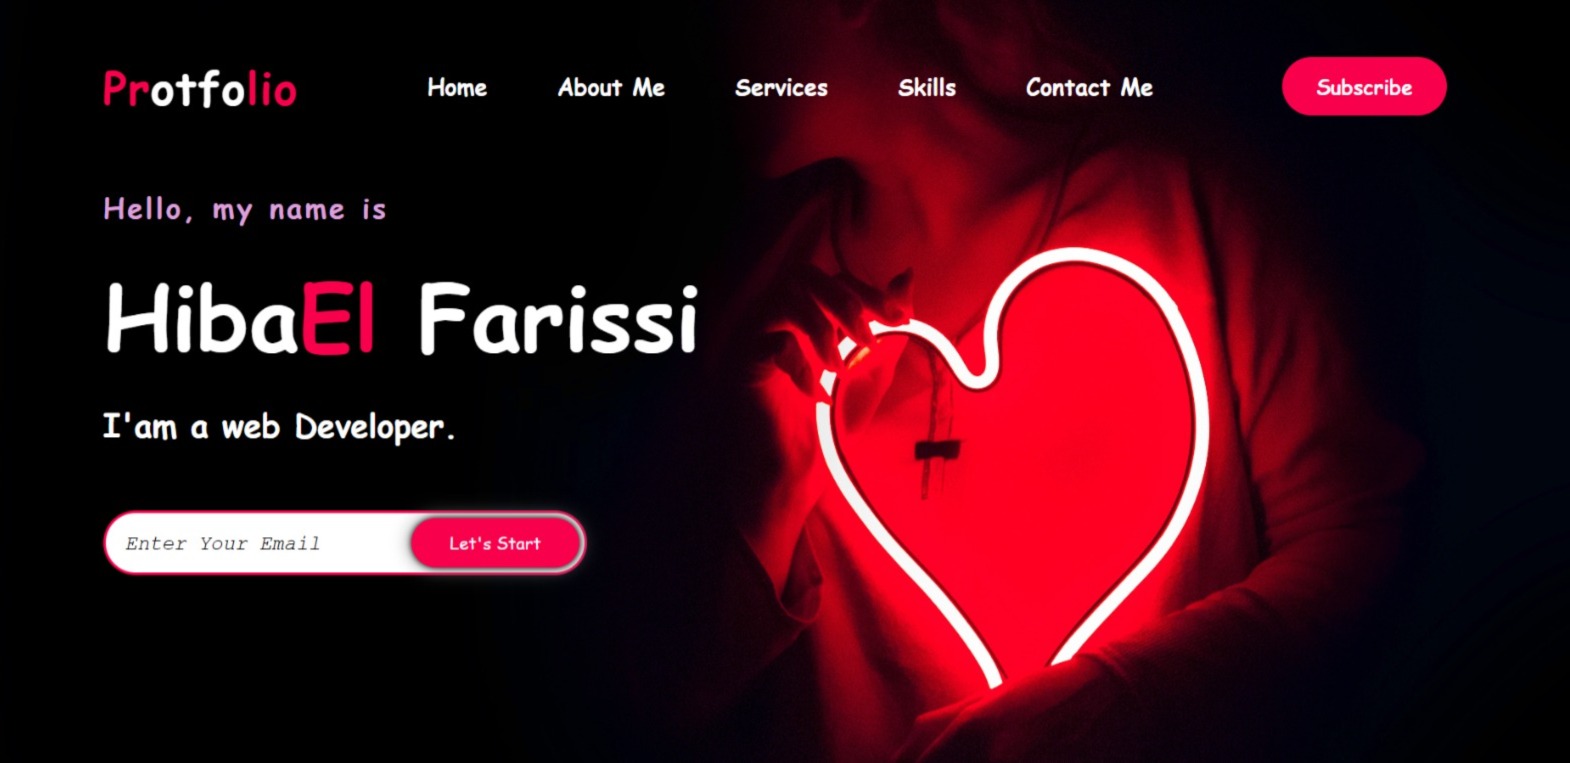 Protfolio Home About Me Services Skills Contact Me Subscribe
Hello, my name is
HibaEl Farissi
I'am a web Developer.
Enter Your Email Let's Start